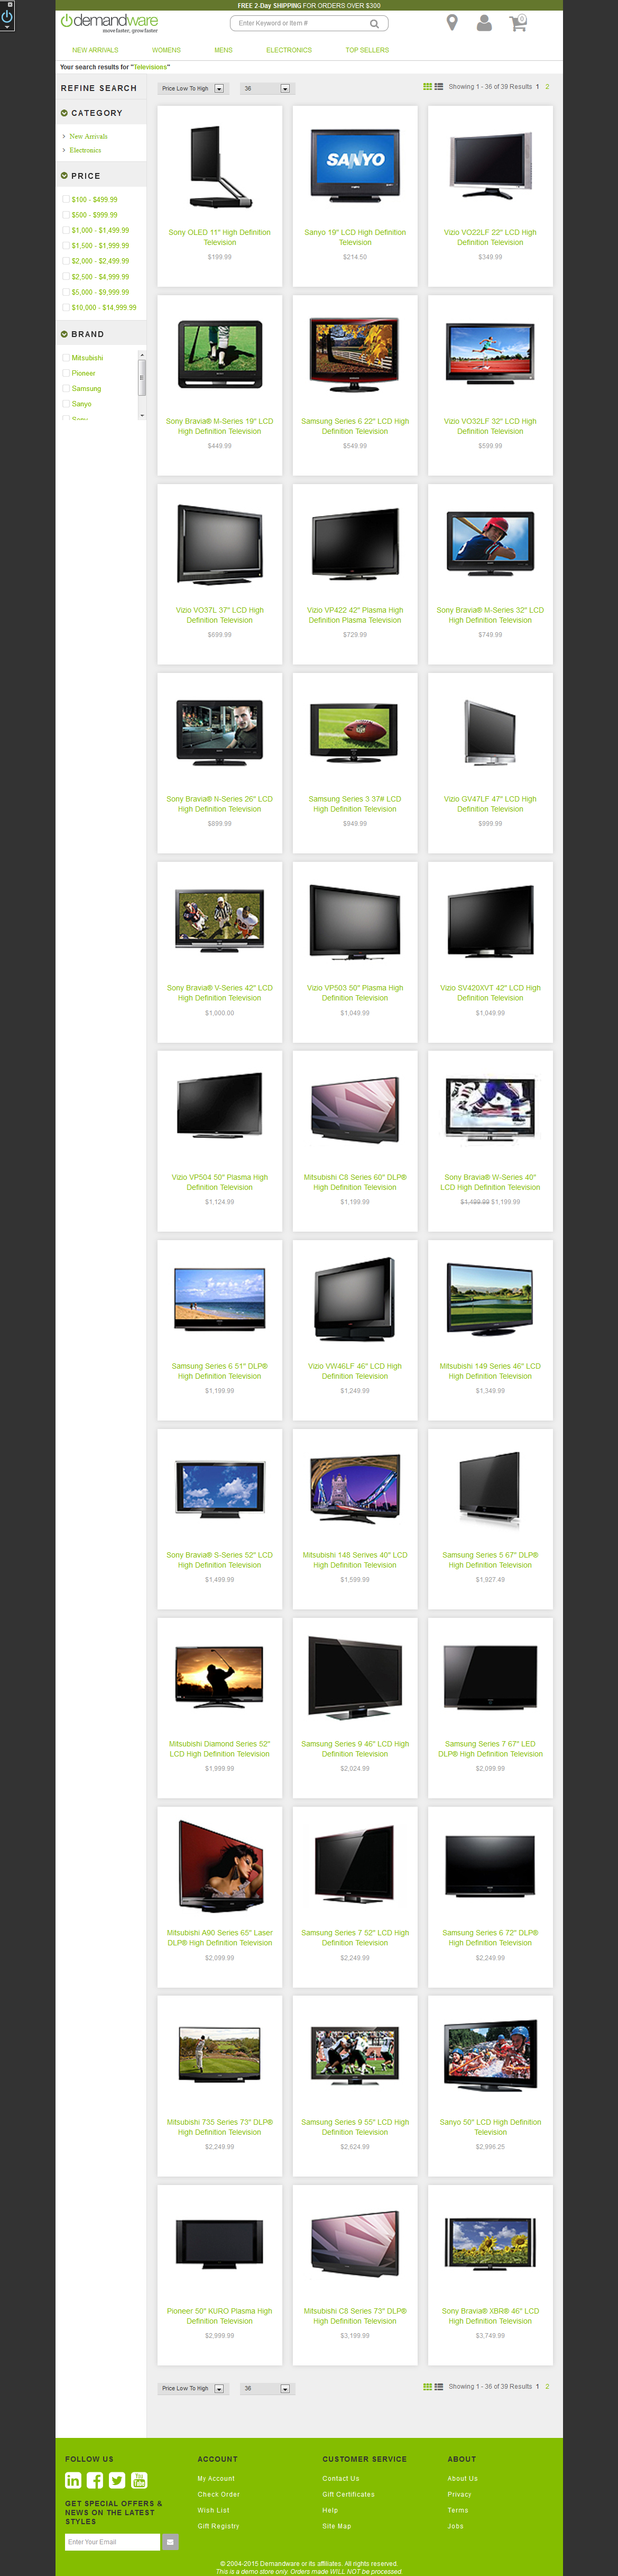 FREE 2-Day SHIPPING FOR ORDERS OVER $300
demandware
move faster, grow faster
Enter Keyword or Item #
0
NEW ARRIVALS WOMENS MENS ELECTRONICS TOP SELLERS
Your search results for "Televisions"
REFINE SEARCH
CATEGORY
New Arrivals
Electronics
PRICE
$100 - $499.99
$500 - $999.99
$1,000 - $1,499.99
$1,500 - $1,999.99
$2,000 - $2,499.99
$2,500 - $4,999.99
$5,000 - $9,999.99
$10,000 - $14,999.99
BRAND
Mitsubishi
Pioneer
Samsung
Sanyo
Sony
Price Low To High 36 Showing 1 - 36 of 39 Results 1 2
SANYO
Sony OLED 11" High Definition
Television
$199.99
Sanyo 19" LCD High Definition
Television
$214.50
Vizio VO22LF 22" LCD High
Definition Television
$349.99
Sony Bravia® M-Series 19" LCD
High Definition Television
$449.99
Samsung Series 6 22" LCD High
Definition Television
$549.99
Vizio VO32LF 32" LCD High
Definition Television
$599.99
Vizio VO37L 37" LCD High
Definition Television
$699.99
Vizio VP422 42" Plasma High
Definition Plasma Television
$729.99
Sony Bravia® M-Series 32" LCD
High Definition Television
$749.99
Sony Bravia® N-Series 26" LCD
High Definition Television
$899.99
Samsung Series 3 37# LCD
High Definition Television
$949.99
Vizio GV47LF 47" LCD High
Definition Television
$999.99
Sony Bravia® V-Series 42" LCD
High Definition Television
$1,000.00
Vizio VP503 50" Plasma High
Definition Television
$1,049.99
Vizio SV420XVT 42" LCD High
Definition Television
$1,049.99
Vizio VP504 50" Plasma High
Definition Television
$1,124.99
Mitsubishi C8 Series 60" DLP®
High Definition Television
$1,199.99
Sony Bravia® W-Series 40"
LCD High Definition Television
$1,499.99 $1,199.99
Samsung Series 6 51" DLP®
High Definition Television
$1,199.99
Vizio VW46LF 46" LCD High
Definition Television
$1,249.99
Mitsubishi 149 Series 46" LCD
High Definition Television
$1,349.99
Sony Bravia® S-Series 52" LCD
High Definition Television
$1,499.99
Mitsubishi 148 Serives 40" LCD
High Definition Television
$1,599.99
Samsung Series 5 67" DLP®
High Definition Television
$1,927.49
Mitsubishi Diamond Series 52"
LCD High Definition Television
$1,999.99
Samsung Series 9 46" LCD High
Definition Television
$2,024.99
Samsung Series 7 67" LED
DLP® High Definition Television
$2,099.99
Mitsubishi A90 Series 65" Laser
DLP® High Definition Television
$2,099.99
Samsung Series 7 52" LCD High
Definition Television
$2,249.99
Samsung Series 6 72" DLP®
High Definition Television
$2,249.99
Mitsubishi 735 Series 73" DLP®
High Definition Television
$2,249.99
Samsung Series 9 55" LCD High
Definition Television
$2,624.99
Sanyo 50" LCD High Definition
Television
$2,996.25
Pioneer 50" KURO Plasma High
Definition Television
$2,999.99
Mitsubishi C8 Series 73" DLP®
High Definition Television
$3,199.99
Sony Bravia® XBR® 46" LCD
High Definition Television
$3,749.99
Price Low To High 36 Showing 1 - 36 of 39 Results 1 2
FOLLOW US
You Tube
GET SPECIAL OFFERS &
NEWS ON THE LATEST
STYLES
Enter Your Email
ACCOUNT
My Account
Check Order
Wish List
Gift Registry
CUSTOMER SERVICE
Contact Us
Gift Certificates
Help
Site Map
ABOUT
About Us
Privacy
Terms
Jobs
© 2004-2015 Demandware or its affiliates. All rights reserved.
This is a demo store only. Orders made WILL NOT be processed.